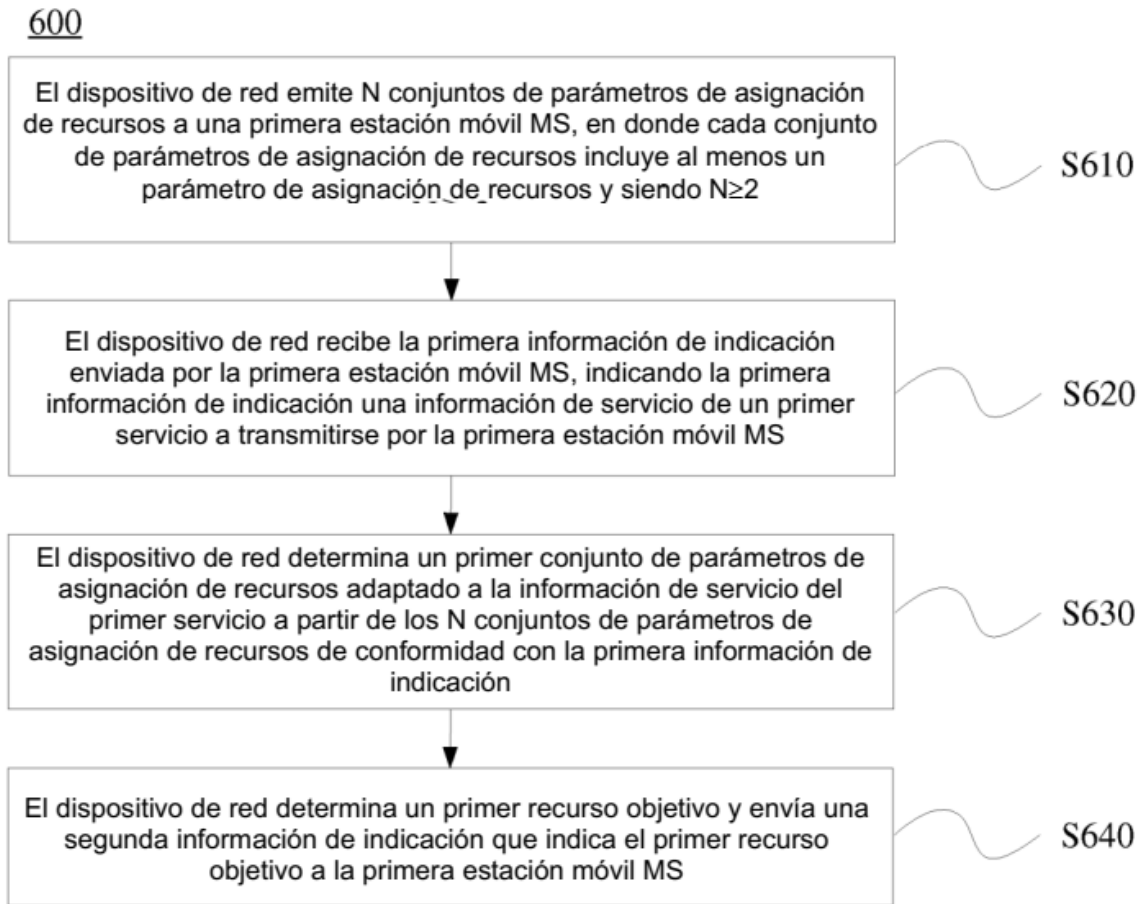 600
El dispositivo de red emite N conjuntos de parámetros de asignación
de recursos a una primera estación móvil MS, en donde cada conjunto
de parámetros de asignación de recursos incluye al menos un
parámetro de asignación de recursos y siendo N≥2
S610
El dispositivo de red recibe la primera información de indicación
enviada por la primera estación móvil MS, indicando la primera
información de indicación una información de servicio de un primer
servicio a transmitirse por la primera estación móvil MS
S620
El dispositivo de red determina un primer conjunto de parámetros de
asignación de recursos adaptado a la información de servicio del
primer servicio a partir de los N conjuntos de parámetros de
asignación de recursos de conformidad con la primera información de
indicación
S630
El dispositivo de red determina un primer recurso objetivo y envía una
segunda información de indicación que indica el primer recurso
objetivo a la primera estación móvil MS
S640